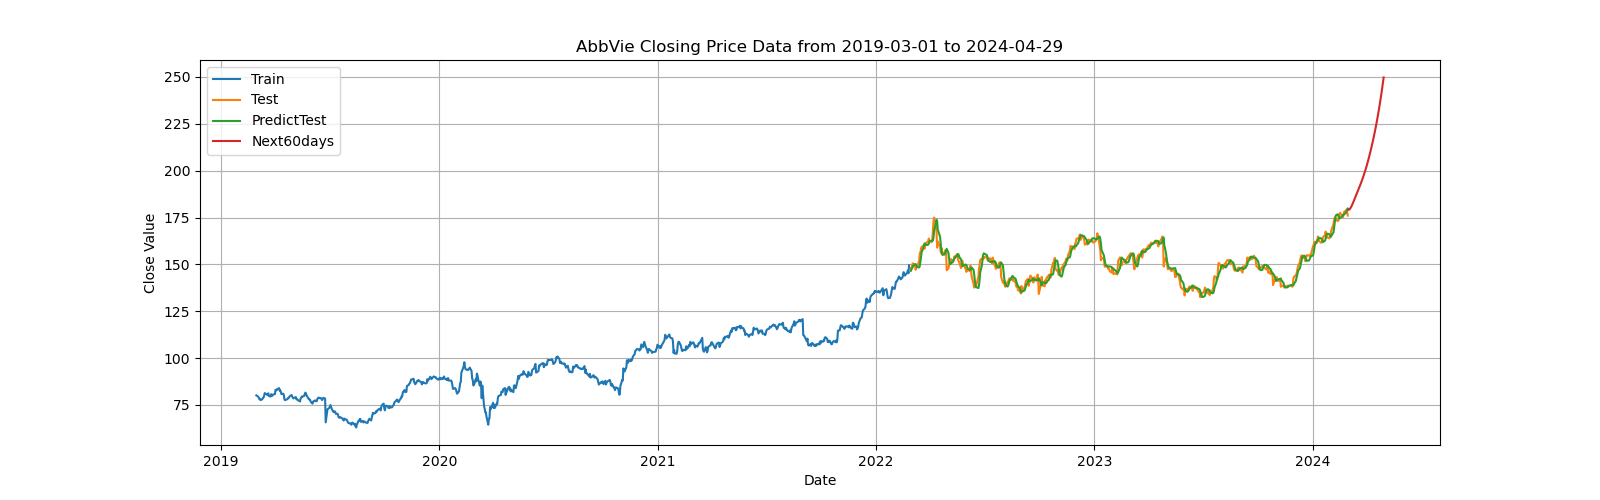 AbbVie Closing Price Data from 2019-03-01 to 2024-04-29
Train
Test
PredictTest
Next60days
250
225
200
175
150
125
100
75
Close Value
2019 2020 2021 2022 2023 2024
Date